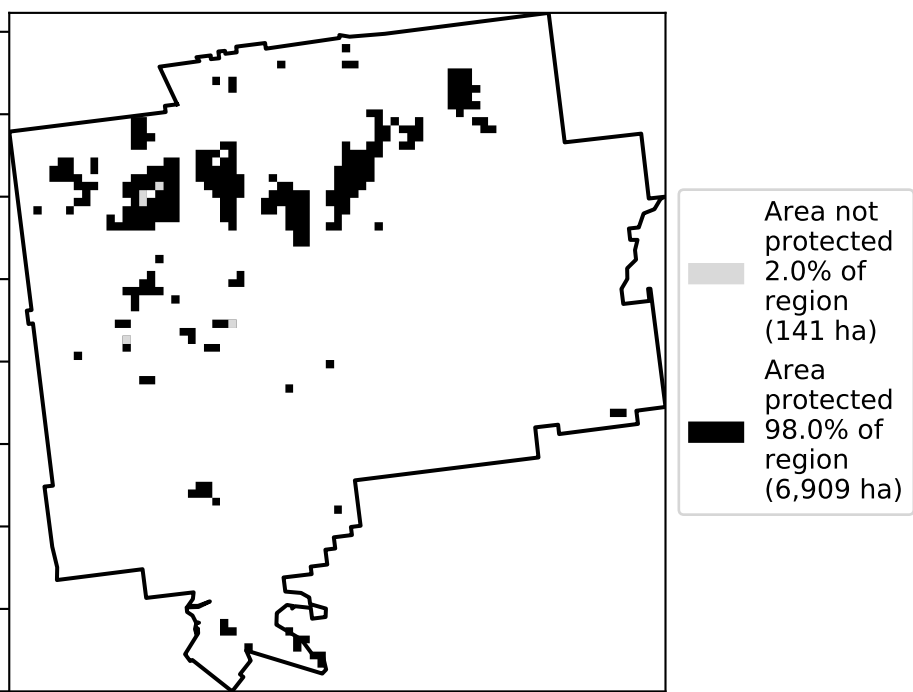 Area not
protected
2.0% of
region
(141 ha)
Area
protected
98.0% of
region
(6,909 ha)